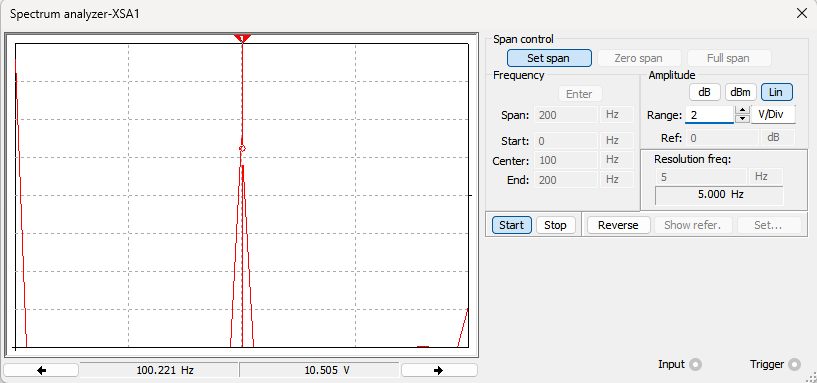 Spectrum analyzer-XSA1
1
Span control
Set span Zero span Full span
Frequency
Enter
Span: 200 Hz
Start: 0 Hz
Center: 100 Hz
End: 200 Hz
Amplitude
dB dBm Lin
Range: 2 V/Div
Ref: 0 dB
Resolution freq:
5 Hz
5.000 Hz
Start Stop Reverse Show refer. Set...
100.221 Hz 10.505 V
Input Trigger